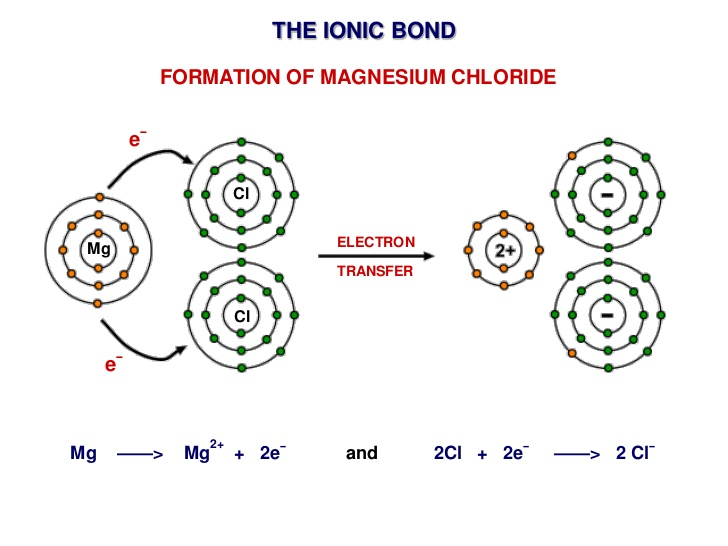 THE IONIC BOND
FORMATION OF MAGNESIUM CHLORIDE
e⁻
Cl
Mg
ELECTRON
TRANSFER
2+
−
Cl
−
e⁻
Mg ——> Mg²⁺ + 2e⁻ and 2Cl + 2e⁻ ——> 2 Cl⁻